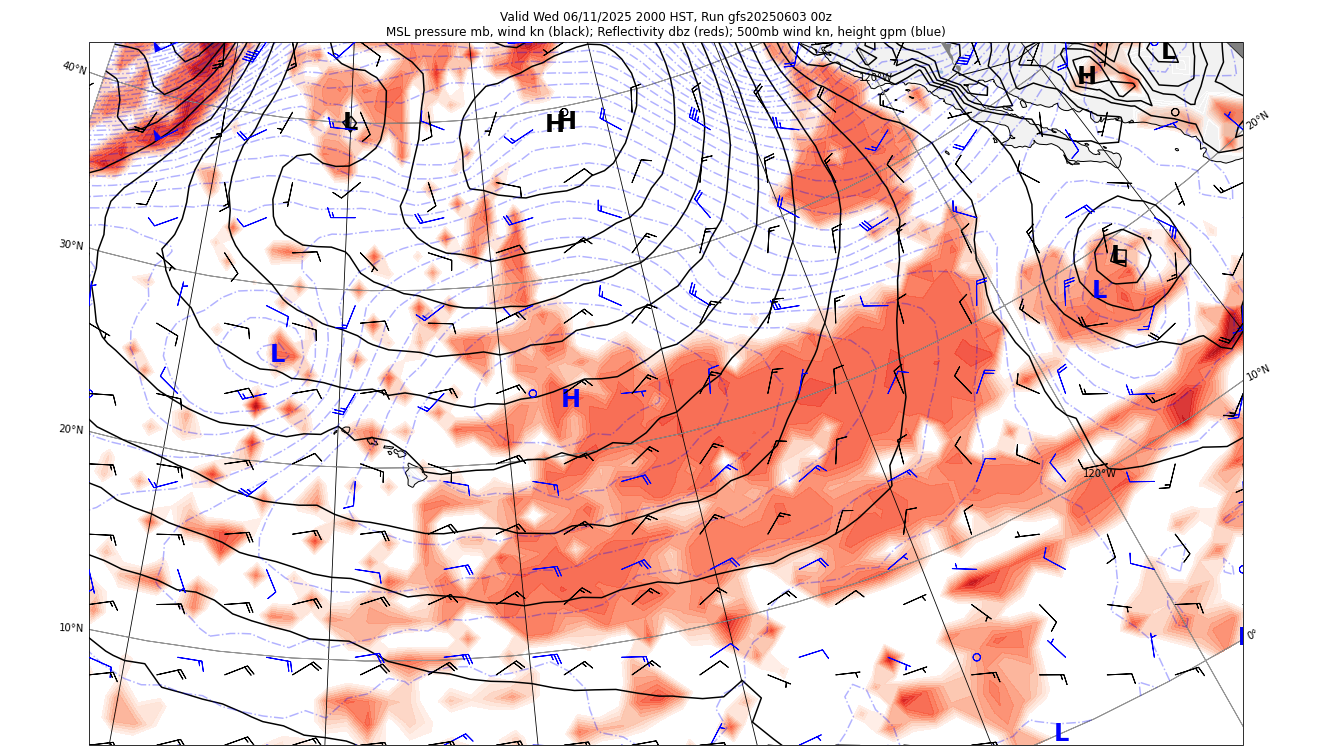 Valid Wed 06/11/2025 2000 HST, Run gfs20250603 00z
MSL pressure mb, wind kn (black); Reflectivity dbz (reds); 500mb wind kn, height gpm (blue)
L
40°N
120°W
H
L
HH
20°N
30°N
L
L
L
10°N
H
20°N
120°W
10°N
0°
L